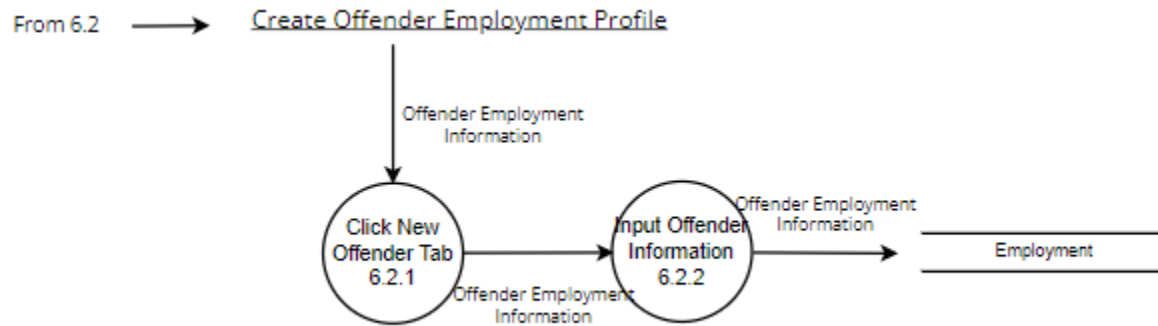 From 6.2
Create Offender Employment Profile
Offender Employment
Information
Click New
Offender Tab
6.2.1
Offender Employment
Information
Input Offender
Information
6.2.2
Offender Employment
Information
Employment